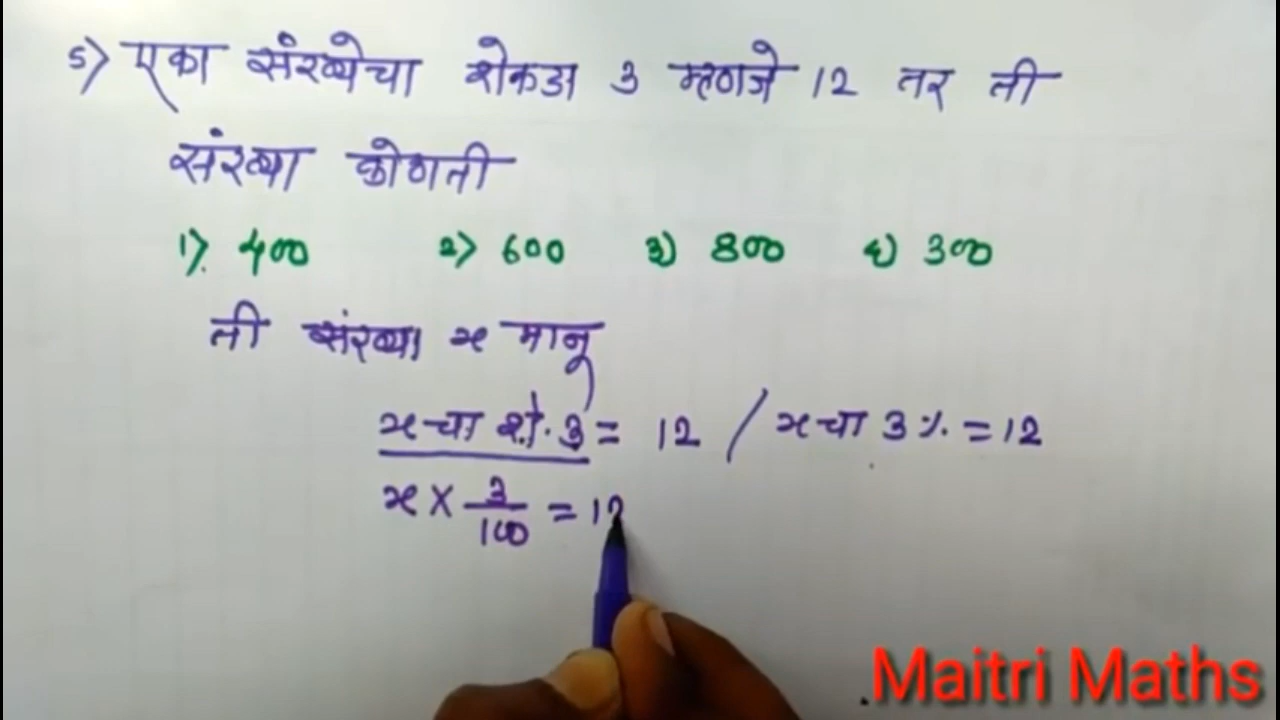 5) एका संख्येचा शेकडा 3 म्हणजे 12 तर ती
संख्या कोणती
1) 400 2) 600 3) 800 4) 300
ती संख्या x मानू
x चा शे. 3 = 12 / x चा 3% = 12
x × 3/100 = 12
Maitri Maths